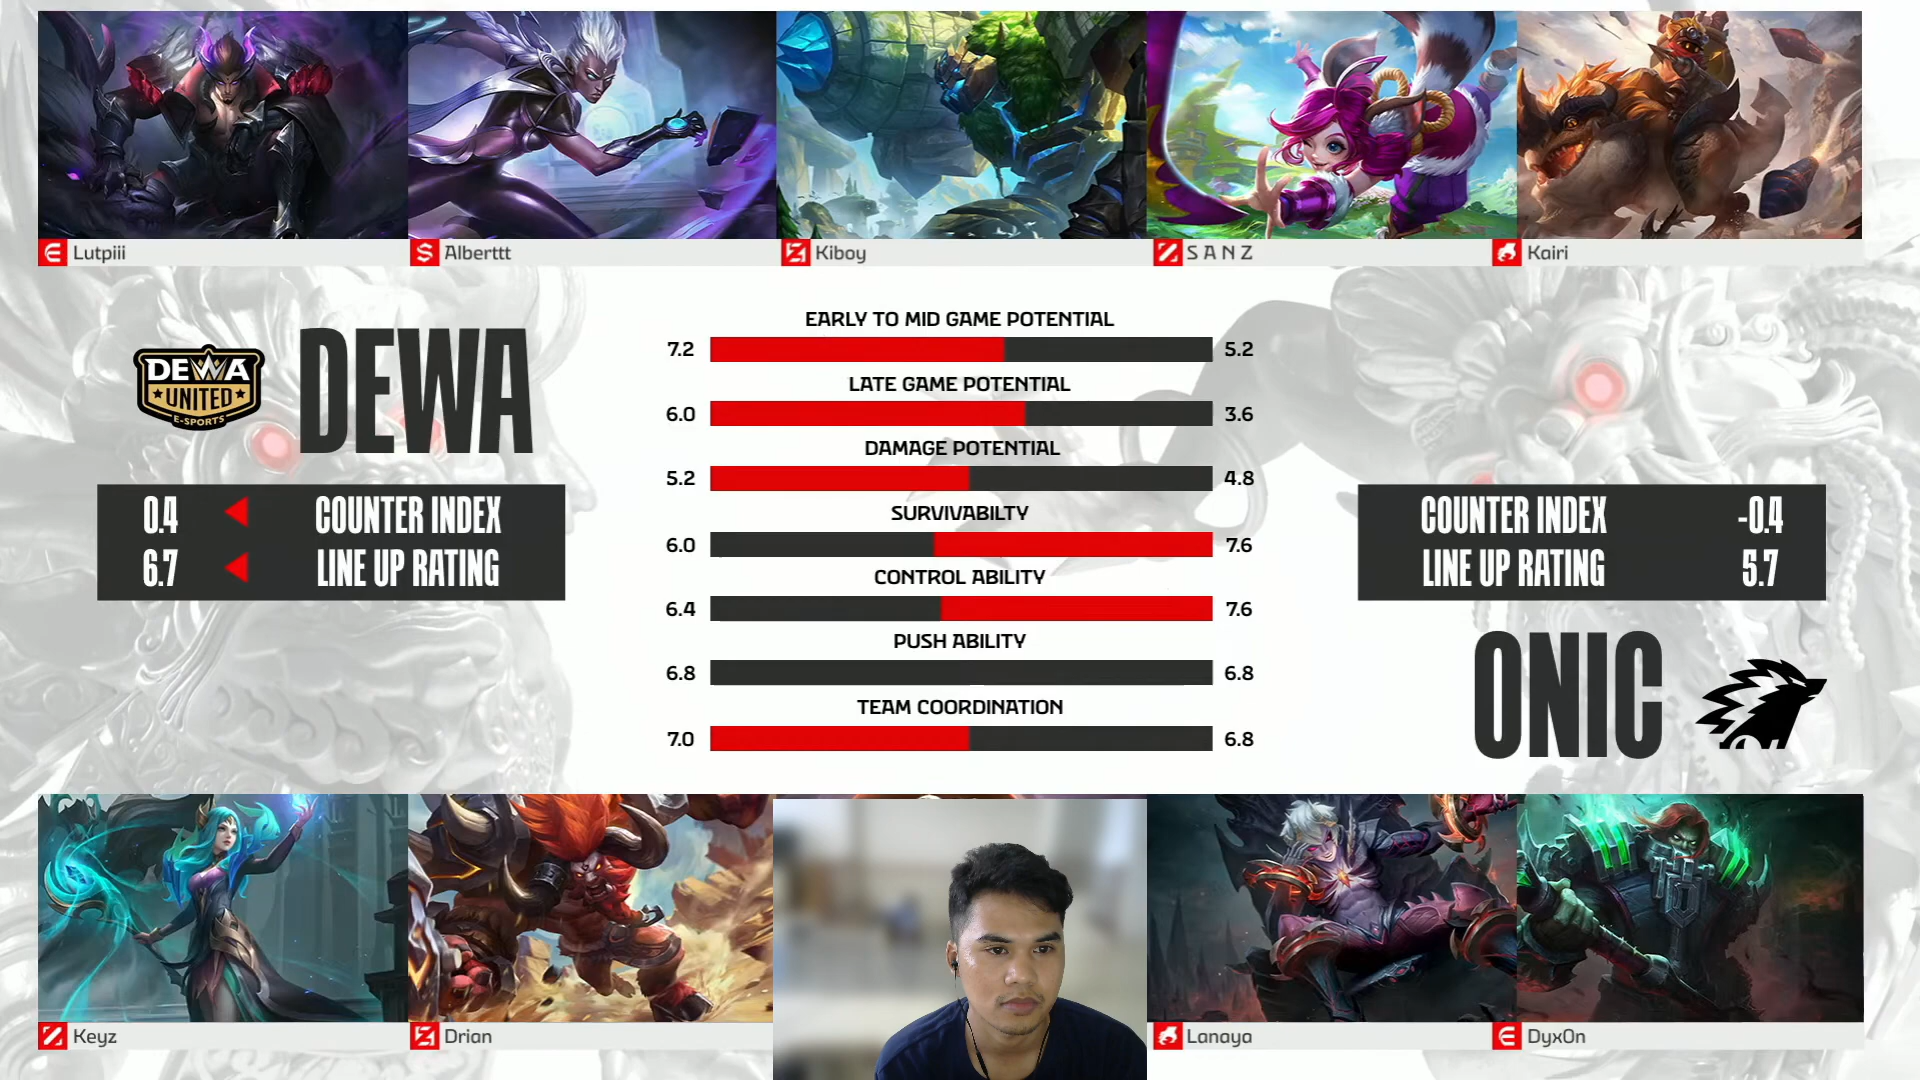 Lutpiii
Alberttt
Kiboy
S A N Z
Kairi
DEWA
UNITED
E-SPORTS
DEWA
0.4 COUNTER INDEX
6.7 LINE UP RATING
EARLY TO MID GAME POTENTIAL
7.2 5.2
LATE GAME POTENTIAL
6.0 3.6
DAMAGE POTENTIAL
5.2 4.8
SURVIVABILTY
6.0 7.6
CONTROL ABILITY
6.4 7.6
PUSH ABILITY
6.8 6.8
TEAM COORDINATION
7.0 6.8
COUNTER INDEX -0.4
LINE UP RATING 5.7
ONIC
Keyz
Drian
Lanaya
DyxOn